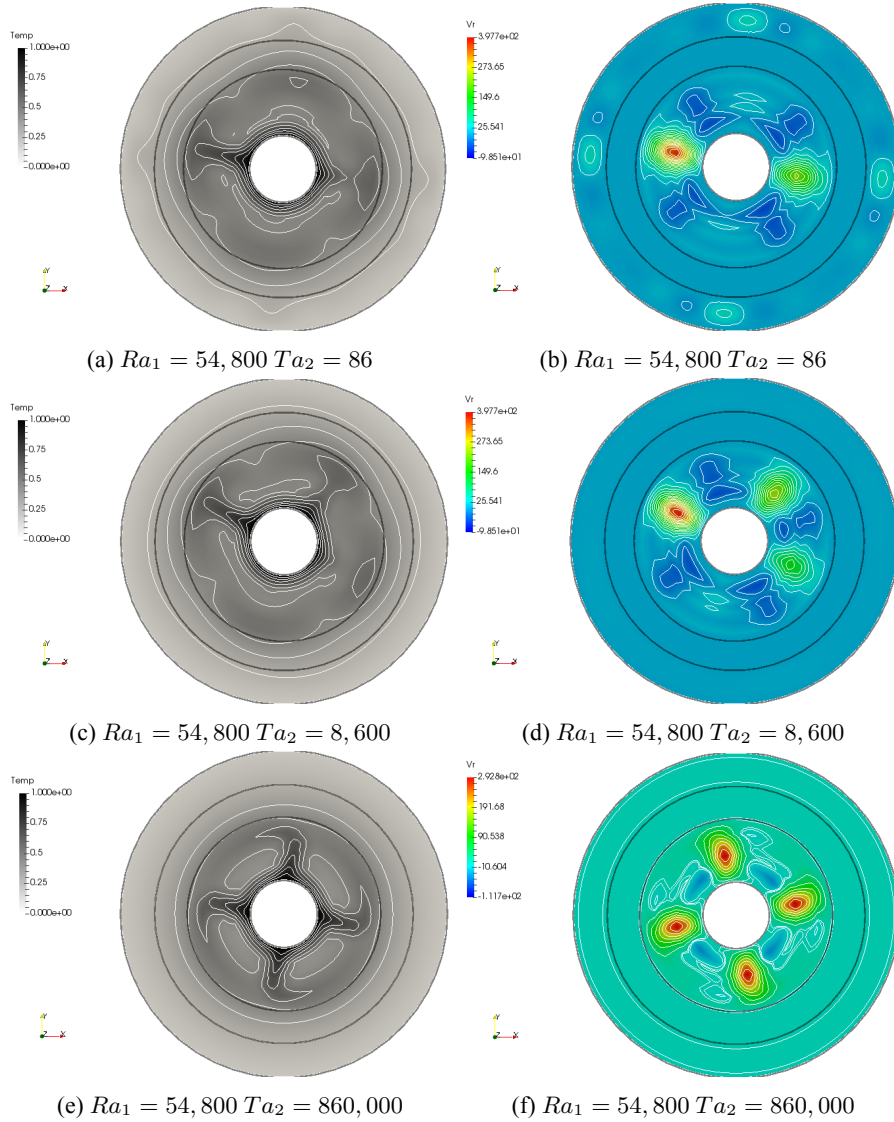 Temp
1.000e+00
0.75
0.5
0.25
0.000e+00
Y
Z X
Vr
3.977e+02
273.65
149.6
25.541
-9.851e+01
Y
Z X
(a) Ra₁ = 54,800 Ta₂ = 86
(b) Ra₁ = 54,800 Ta₂ = 86
Temp
1.000e+00
0.75
0.5
0.25
0.000e+00
Y
Z X
Vr
3.977e+02
273.65
149.6
25.541
-9.851e+01
Y
Z X
(c) Ra₁ = 54,800 Ta₂ = 8,600
(d) Ra₁ = 54,800 Ta₂ = 8,600
Temp
1.000e+00
0.75
0.5
0.25
0.000e+00
Y
Z X
Vr
2.928e+02
191.68
90.538
-10.604
-1.117e+02
Y
Z X
(e) Ra₁ = 54,800 Ta₂ = 860,000
(f) Ra₁ = 54,800 Ta₂ = 860,000